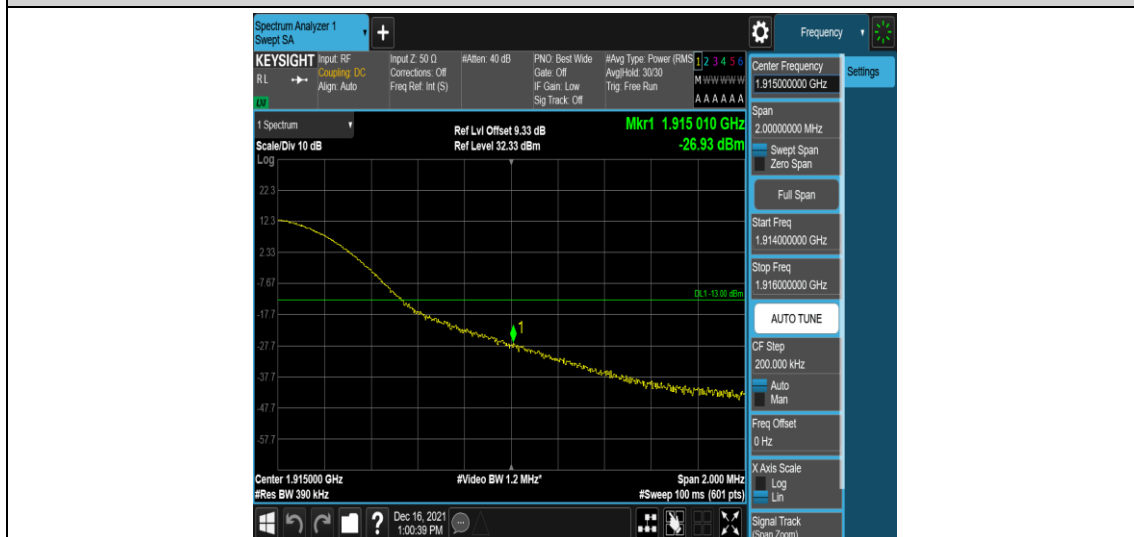 Spectrum Analyzer 1
Swept SA
+
Frequency
KEYSIGHT
RL
LXI
Input: RF
Coupling: DC
Align: Auto
Input Z: 50 Ω
Corrections: Off
Freq Ref: Int (S)
#Atten: 40 dB
PNO: Best Wide
Gate: Off
IF Gain: Low
Sig Track: Off
#Avg Type: Power (RMS
Avg|Hold: 30/30
Trig: Free Run
1 2 3 4 5 6
M W W W W W
A A A A A A
Center Frequency
1.915000000 GHz
Settings
Span
2.00000000 MHz
Swept Span
Zero Span
Full Span
Start Freq
1.914000000 GHz
Stop Freq
1.916000000 GHz
AUTO TUNE
CF Step
200.000 kHz
Auto
Man
Freq Offset
0 Hz
X Axis Scale
Log
Lin
Signal Track
(Span Zoom)
1 Spectrum
Scale/Div 10 dB
Log
Ref Lvl Offset 9.33 dB
Ref Level 32.33 dBm
Mkr1 1.915 010 GHz
-26.93 dBm
22.3
12.3
2.33
-7.67
DL1 -13.00 dBm
-17.7
1
-27.7
-37.7
-47.7
-57.7
Center 1.915000 GHz
#Video BW 1.2 MHz*
Span 2.000 MHz
#Res BW 390 kHz
#Sweep 100 ms (601 pts)
?
Dec 16, 2021
1:00:39 PM